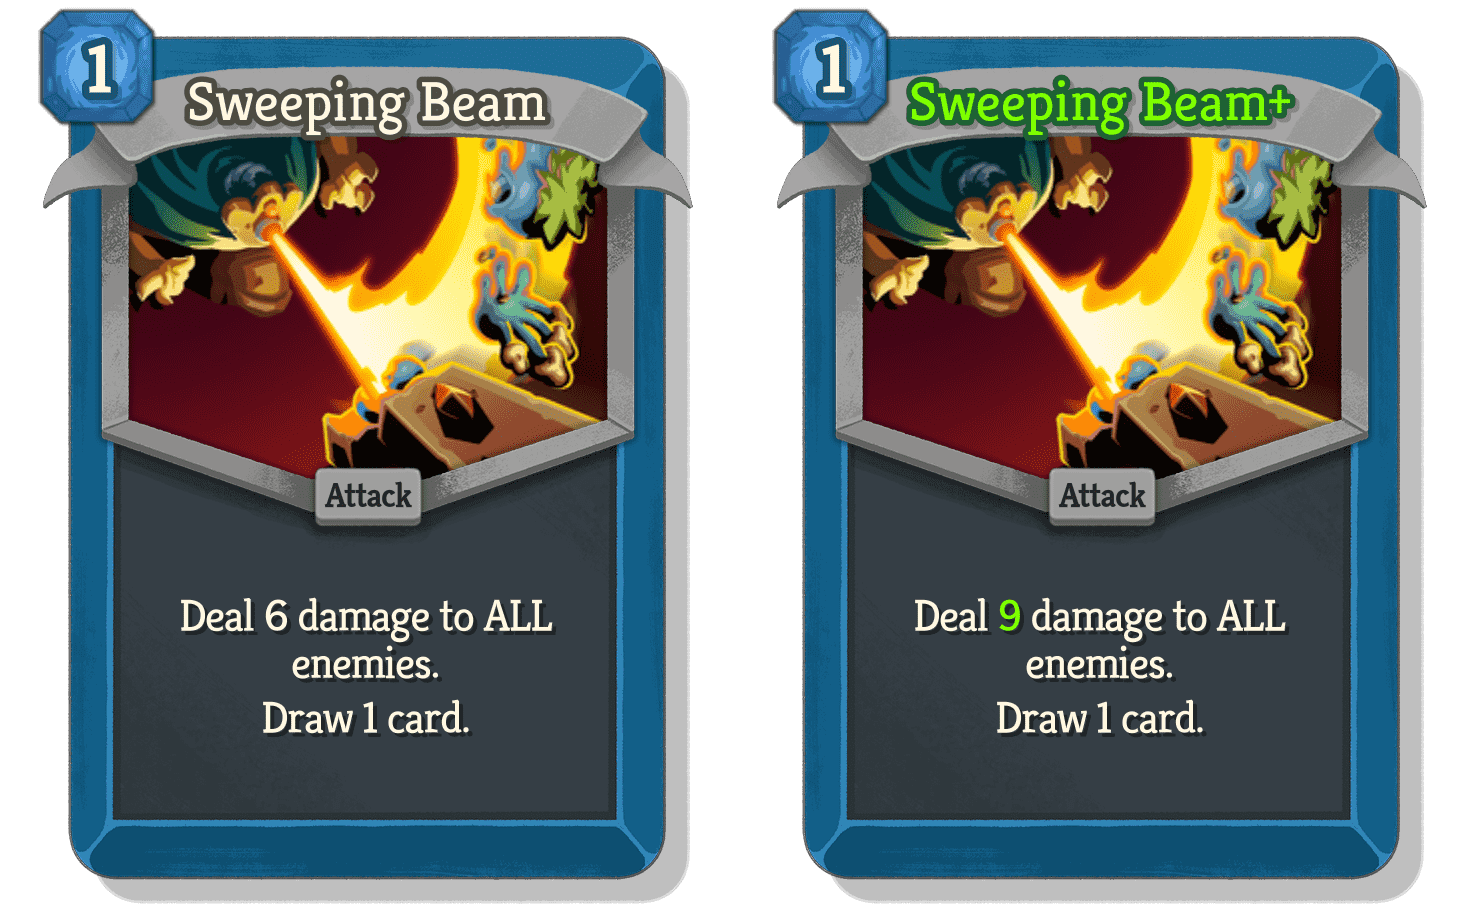 1
Sweeping Beam
Attack
Deal 6 damage to ALL
enemies.
Draw 1 card.
1
Sweeping Beam+
Attack
Deal 9 damage to ALL
enemies.
Draw 1 card.